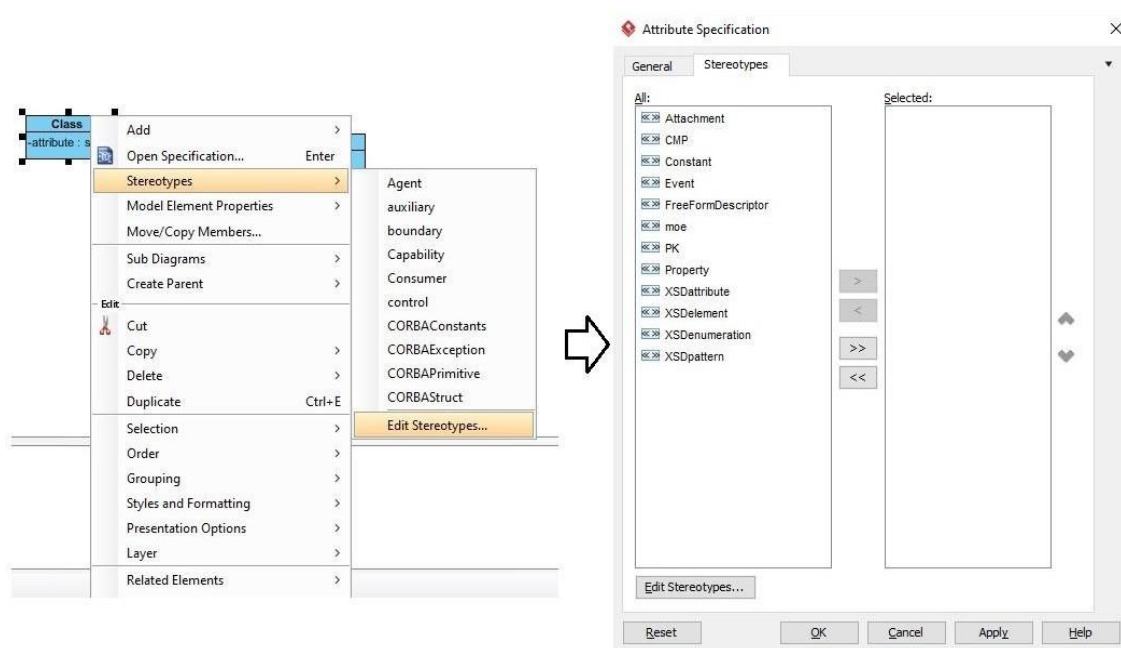 Class
-attribute : s
Add
Open Specification... Enter
Stereotypes
Model Element Properties
Move/Copy Members...
Sub Diagrams
Create Parent
Edit
Cut
Copy
Delete
Duplicate Ctrl+E
Selection
Order
Grouping
Styles and Formatting
Presentation Options
Layer
Related Elements
Agent
auxiliary
boundary
Capability
Consumer
control
CORBAConstants
CORBAException
CORBAPrimitive
CORBAStruct
Edit Stereotypes...
Attribute Specification
General Stereotypes
All: Selected:
«» Attachment
«» CMP
«» Constant
«» Event
«» FreeFormDescriptor
«» moe
«» PK
«» Property
«» XSDattribute
«» XSDelement
«» XSDenumeration
«» XSDpattern
>
<
>>
<<
Edit Stereotypes...
Reset OK Cancel Apply Help